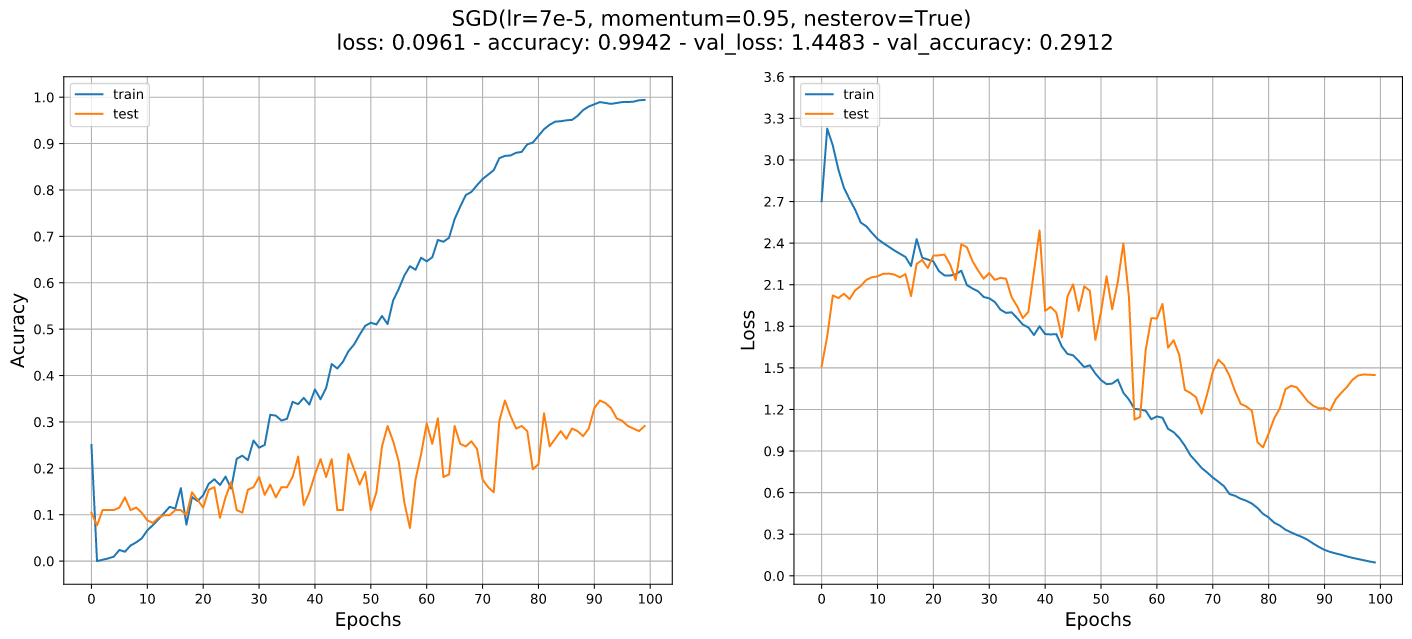 SGD(lr=7e-5, momentum=0.95, nesterov=True)
loss: 0.0961 - accuracy: 0.9942 - val_loss: 1.4483 - val_accuracy: 0.2912
train
test
1.0
0.9
0.8
0.7
0.6
0.5
0.4
0.3
0.2
0.1
0.0
Acuracy
0 10 20 30 40 50 60 70 80 90 100
Epochs
train
test
3.6
3.3
3.0
2.7
2.4
2.1
1.8
1.5
1.2
0.9
0.6
0.3
0.0
Loss
0 10 20 30 40 50 60 70 80 90 100
Epochs